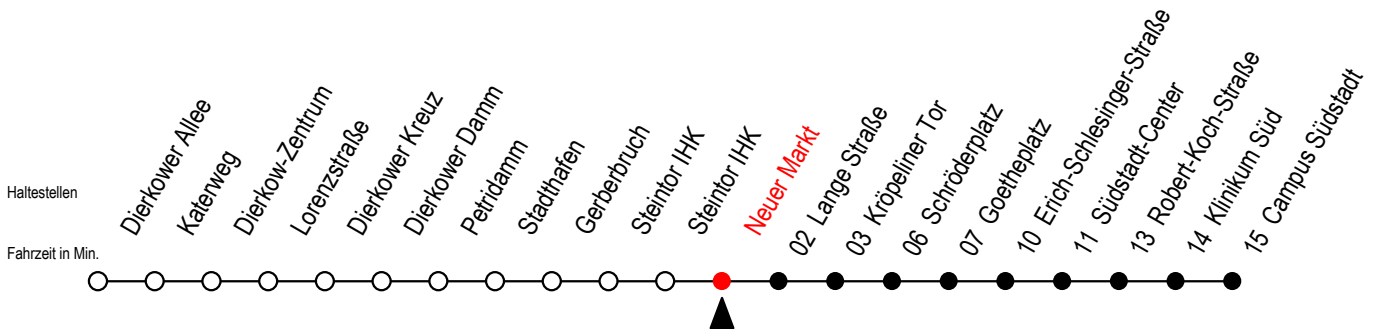 Haltestellen
Fahrzeit in Min.
Dierkower Allee
Katerweg
Dierkow-Zentrum
Lorenzstraße
Dierkower Kreuz
Dierkower Damm
Petridamm
Stadthafen
Gerberbruch
Steintor IHK
Steintor IHK
Neuer Markt
02 Lange Straße
03 Kröpeliner Tor
06 Schröderplatz
07 Goetheplatz
10 Erich-Schlesinger-Straße
11 Südstadt-Center
13 Robert-Koch-Straße
14 Klinikum Süd
15 Campus Südstadt